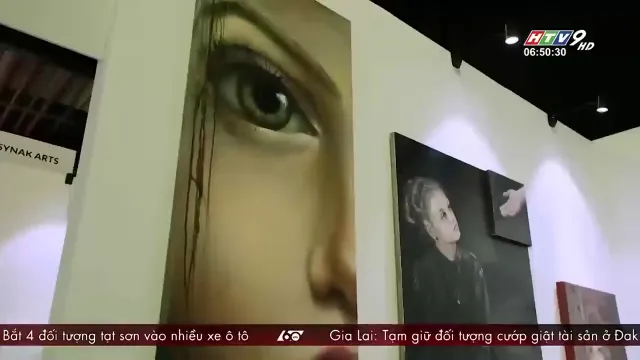 HTV9 HD
06:50:30
SYNAK ARTS
Bắt 4 đối tượng tạt sơn vào nhiều xe ô tô 60 Gia Lai: Tạm giữ đối tượng cướp giật tài sản ở Đak